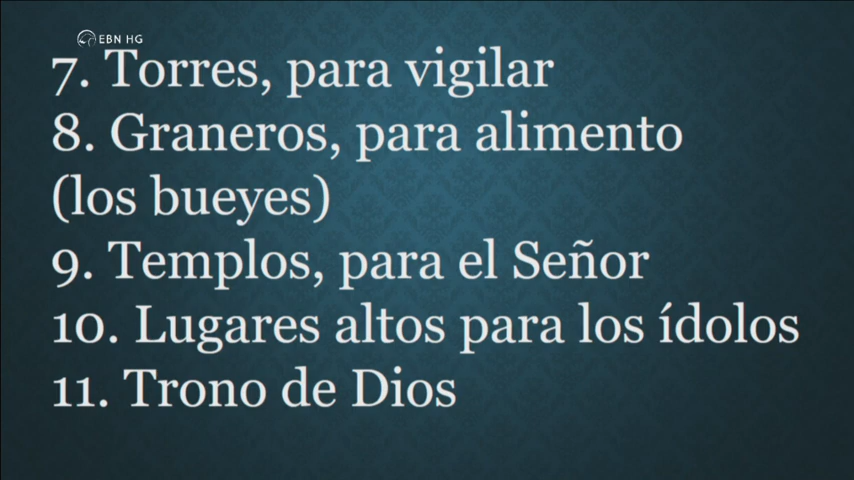 EBN HG
7. Torres, para vigilar
8. Graneros, para alimento
(los bueyes)
9. Templos, para el Señor
10. Lugares altos para los ídolos
11. Trono de Dios